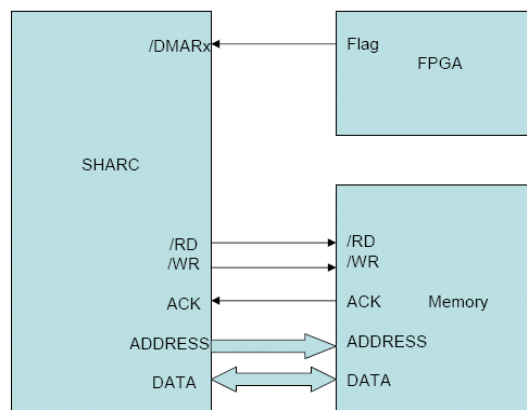 /DMARx
Flag
FPGA
SHARC
/RD
/WR
ACK
ADDRESS
DATA
/RD
/WR
ACK
Memory
ADDRESS
DATA